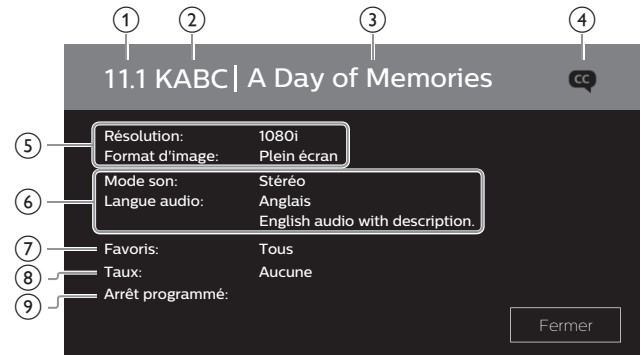 1 2 3 4
11.1 KABC A Day of Memories CC
5 Résolution: 1080i
Format d'image: Plein écran
6 Mode son: Stéréo
Langue audio: Anglais
English audio with description.
7 Favoris: Tous
8 Taux: Aucune
9 Arrêt programmé:
Fermer